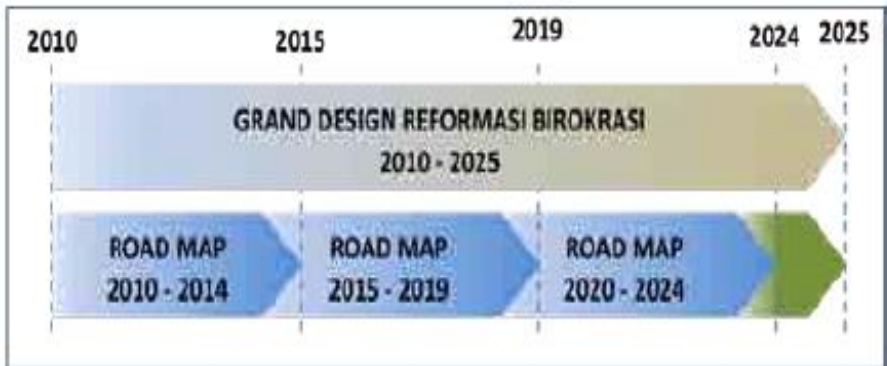 2010 2015 2019 2024 2025
GRAND DESIGN REFORMASI BIROKRASI
2010 - 2025
ROAD MAP ROAD MAP ROAD MAP
2010 - 2014 2015 - 2019 2020 - 2024